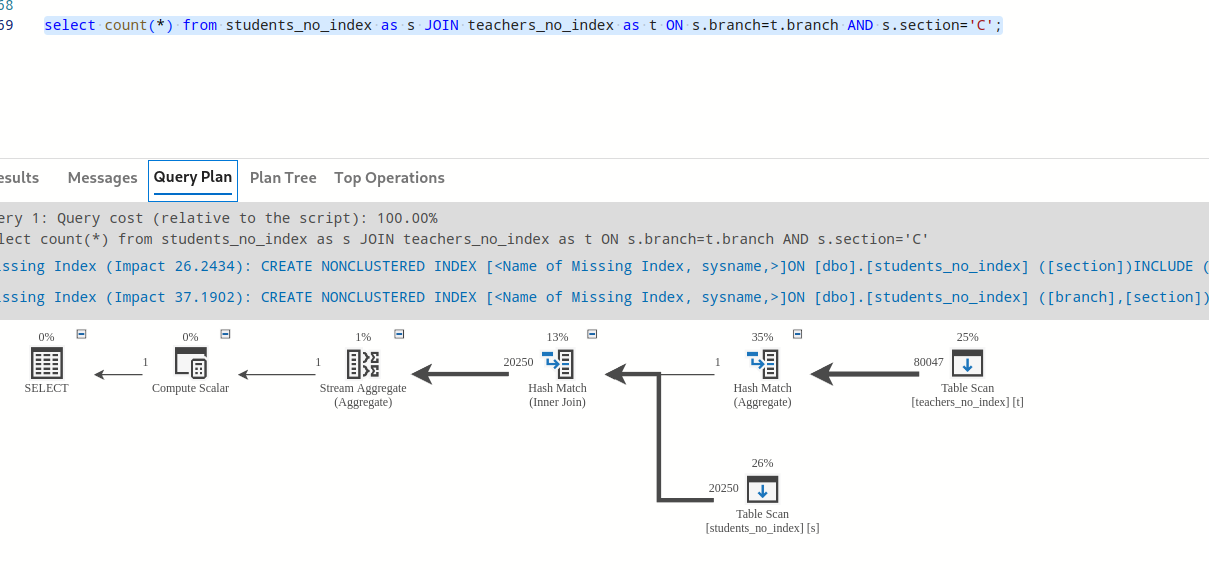 58
59 select count(*) from students_no_index as s JOIN teachers_no_index as t ON s.branch=t.branch AND s.section='C';
esults Messages Query Plan Plan Tree Top Operations
ery 1: Query cost (relative to the script): 100.00%
lect count(*) from students_no_index as s JOIN teachers_no_index as t ON s.branch=t.branch AND s.section='C'
ssing Index (Impact 26.2434): CREATE NONCLUSTERED INDEX [<Name of Missing Index, sysname,>]ON [dbo].[students_no_index] ([section])INCLUDE (
ssing Index (Impact 37.1902): CREATE NONCLUSTERED INDEX [<Name of Missing Index, sysname,>]ON [dbo].[students_no_index] ([branch],[section])
0% 0% 1% 13% 35% 25%
1 1 20250 1 80047
SELECT Compute Scalar Stream Aggregate Hash Match Hash Match Table Scan
(Aggregate) (Inner Join) (Aggregate) [teachers_no_index] [t]
26%
20250
Table Scan
[students_no_index] [s]